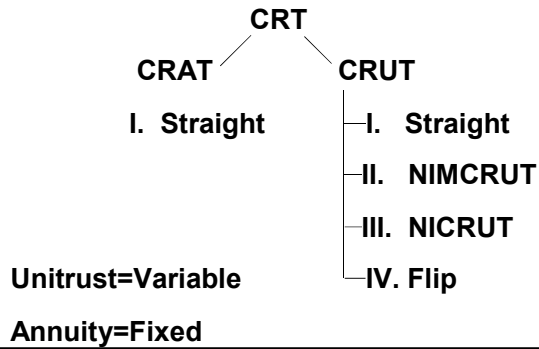 CRT
CRAT CRUT
I. Straight I. Straight
II. NIMCRUT
III. NICRUT
Unitrust=Variable IV. Flip
Annuity=Fixed